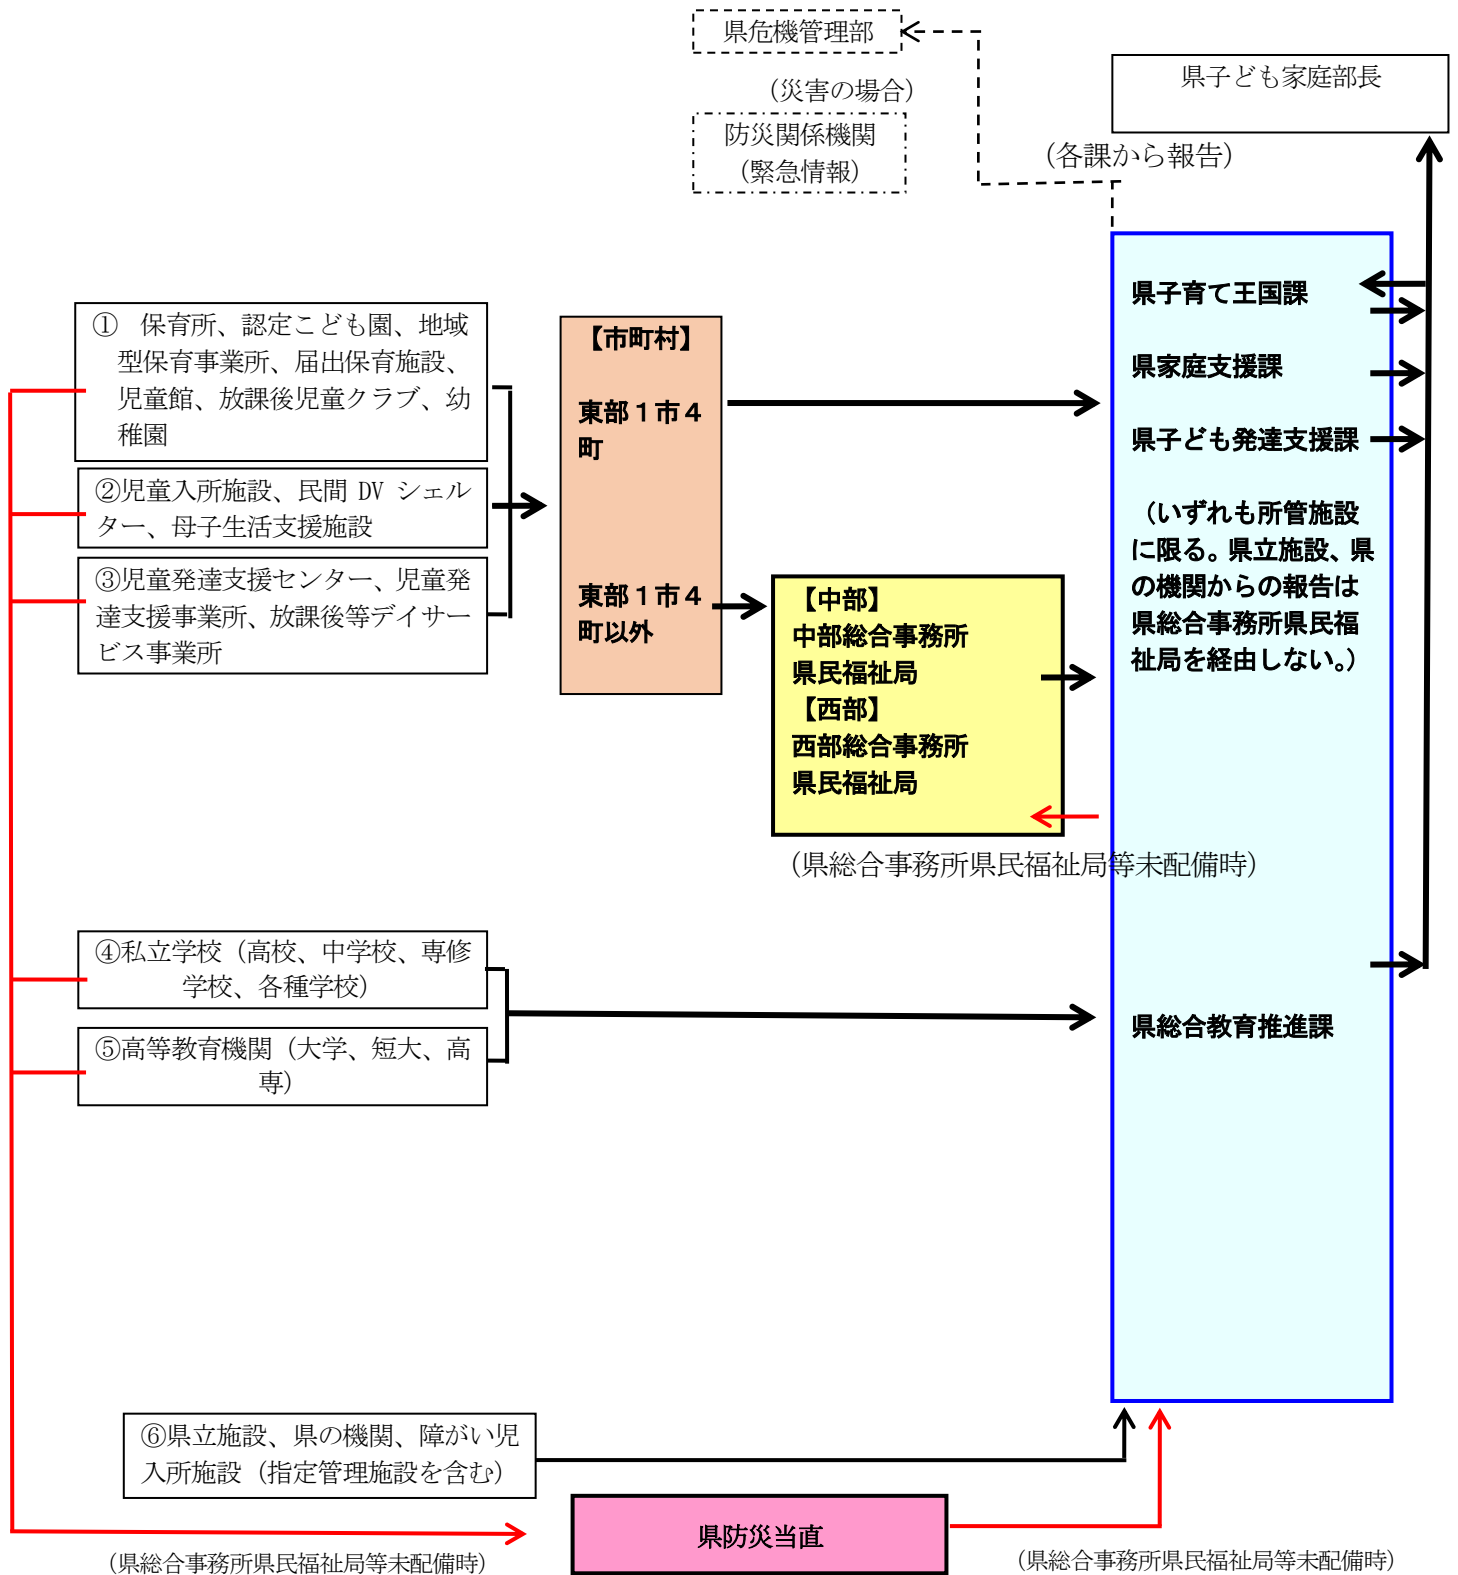 県危機管理部
（災害の場合）
防災関係機関
（緊急情報）
県子ども家庭部長
（各課から報告）
① 保育所、認定こども園、地域
型保育事業所、届出保育施設、
児童館、放課後児童クラブ、幼
稚園
②児童入所施設、民間 DV シェル
ター、母子生活支援施設
③児童発達支援センター、児童発
達支援事業所、放課後等デイサー
ビス事業所
【市町村】
東部１市４
町
東部１市４
町以外
【中部】
中部総合事務所
県民福祉局
【西部】
西部総合事務所
県民福祉局
（県総合事務所県民福祉局等未配備時）
県子育て王国課
県家庭支援課
県子ども発達支援課
（いずれも所管施設
に限る。県立施設、県
の機関からの報告は
県総合事務所県民福
祉局を経由しない。）
県総合教育推進課
④私立学校（高校、中学校、専修
学校、各種学校）
⑤高等教育機関（大学、短大、高
専）
⑥県立施設、県の機関、障がい児
入所施設（指定管理施設を含む）
県防災当直
（県総合事務所県民福祉局等未配備時）
（県総合事務所県民福祉局等未配備時）